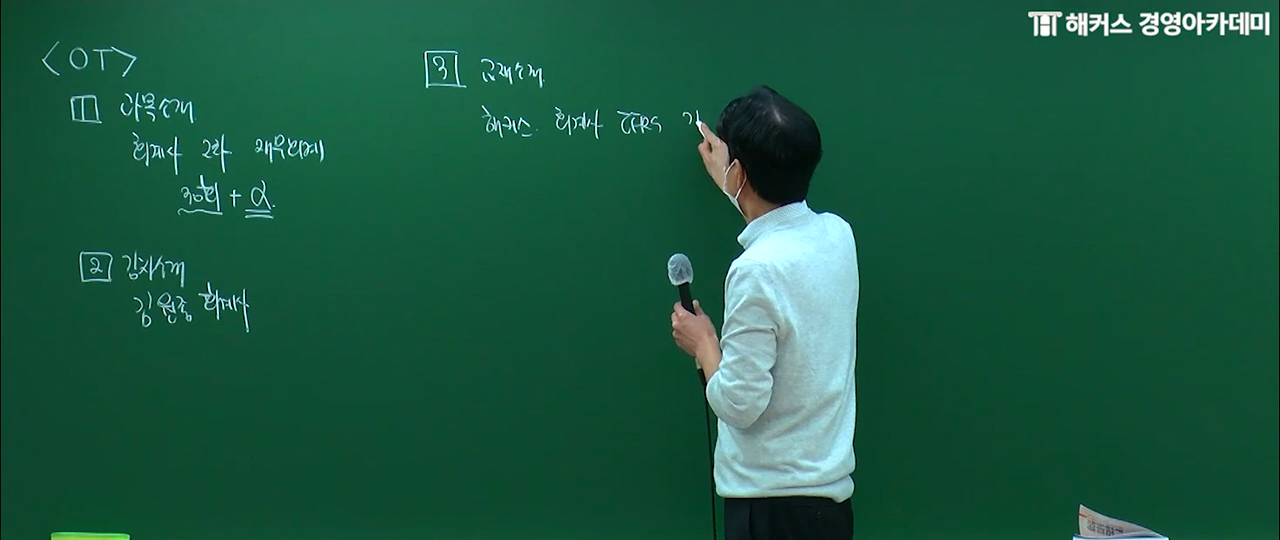 해커스 경영아카데미
<OT>
1 과목소개
회계사 2차 재무회계
30회 + α
2 강사소개
김원종 회계사
3 교재소개
해커스 회계사 IFRS